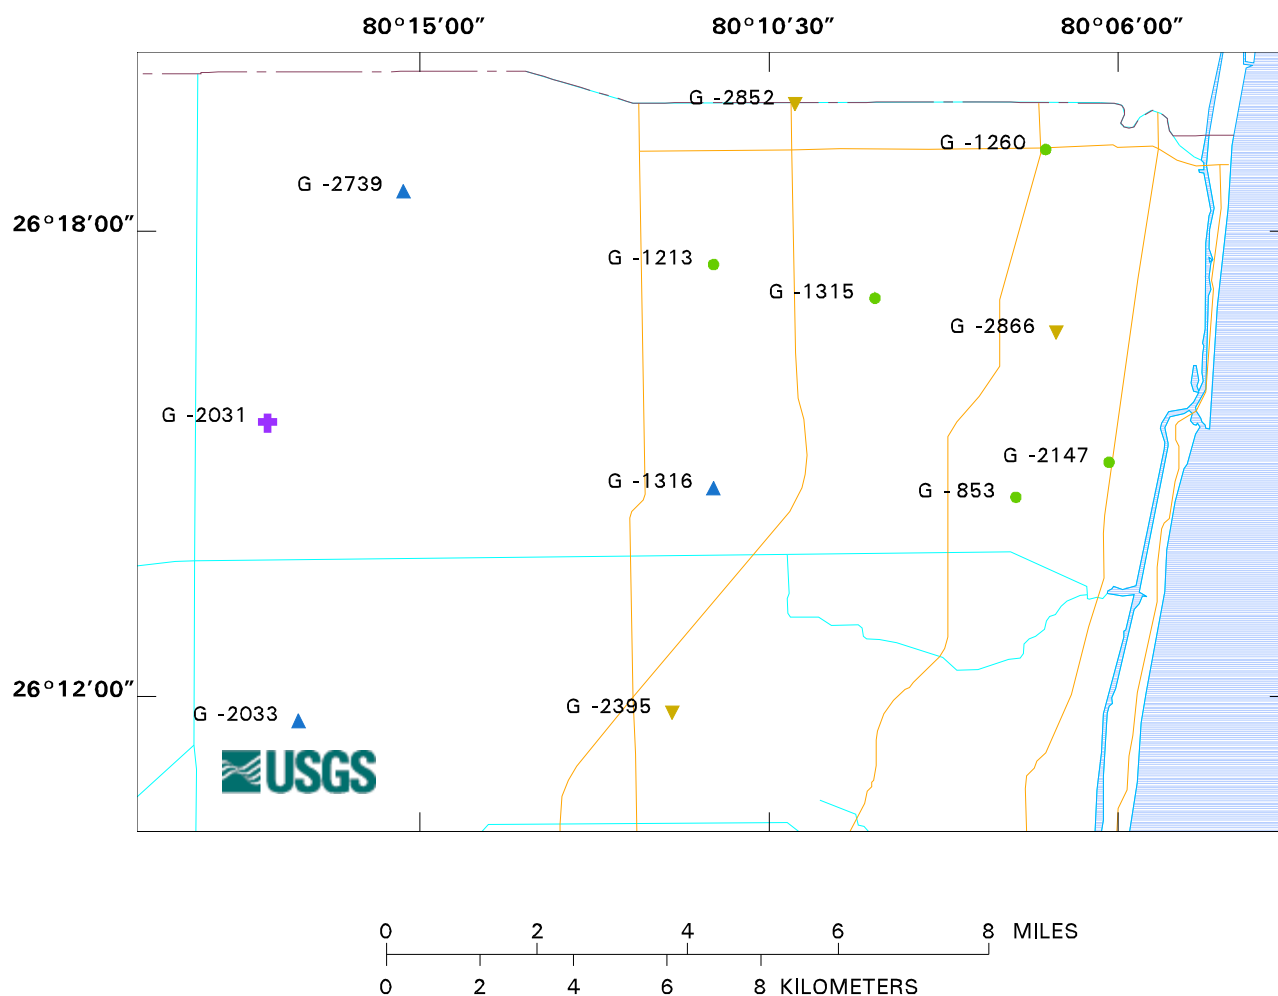 80°15′00″ 80°10′30″ 80°06′00″
G -2852
G -1260
G -2739
26°18′00″
G -1213
G -1315
G -2866
G -2031
G -2147
G -1316
G - 853
26°12′00″
G -2395
G -2033
USGS
0 2 4 6 8 MILES
0 2 4 6 8 KILOMETERS